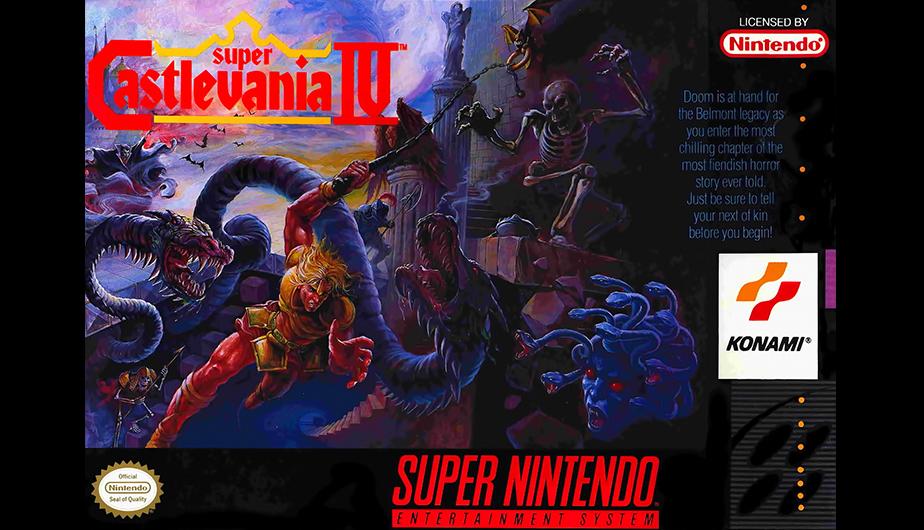 super
Castlevania IV™
LICENSED BY
Nintendo®
Doom is at hand for
the Belmont legacy as
you enter the most
chilling chapter of the
most fiendish horror
story ever told.
Just be sure to tell
your next of kin
before you begin!
KONAMI®
Official
Nintendo
Seal of Quality
SUPER NINTENDO
ENTERTAINMENT SYSTEM